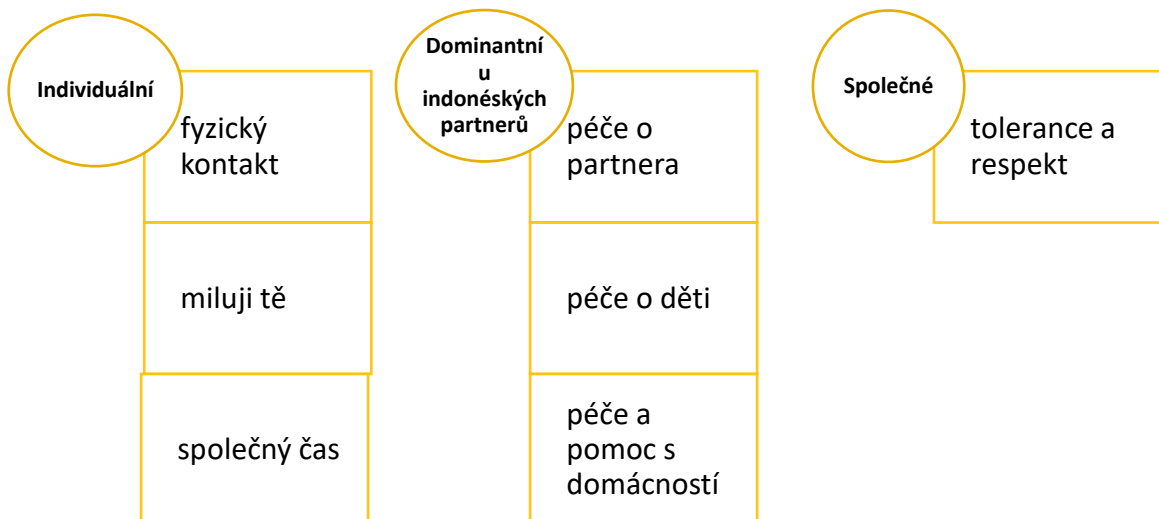 Individuální
fyzický
kontakt
miluji tě
společný čas
Dominantní
u
indonéských
partnerů
péče o
partnera
péče o děti
péče a
pomoc s
domácností
Společné
tolerance a
respekt